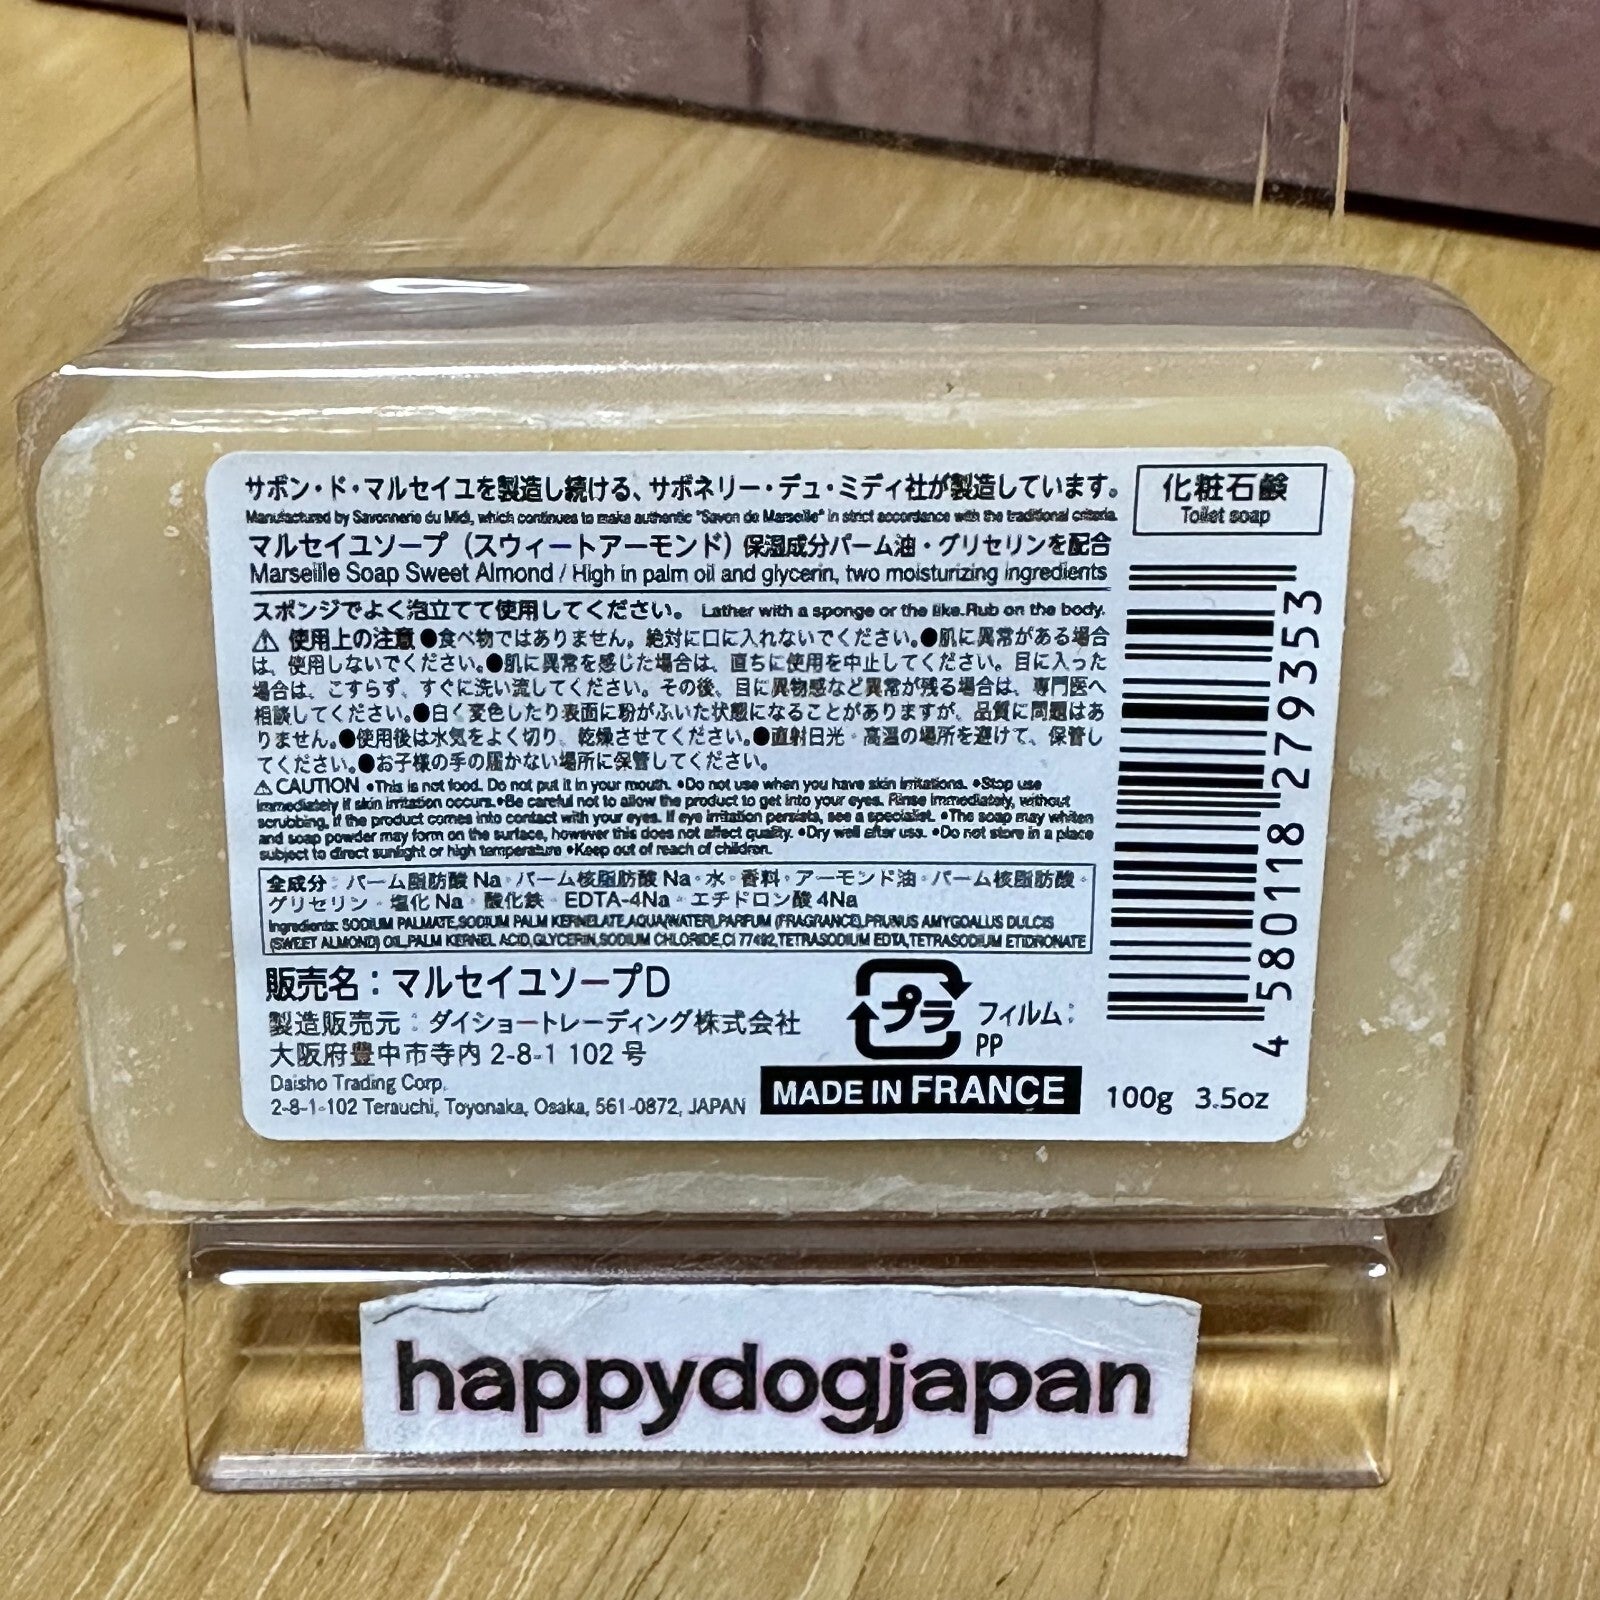 サボン・ド・マルセイユを製造し続ける、サボネリー・デュ・ミディ社が製造しています。
Manufactured by Savonnerie du Midi, which continues to make authentic "Savon de Marseille" in strict accordance with the traditional criteria.
化粧石鹸
Toilet soap
マルセイユソープ（スウィートアーモンド）保湿成分パーム油・グリセリンを配合
Marseille Soap Sweet Almond / High in palm oil and glycerin, two moisturizing ingredients
スポンジでよく泡立てて使用してください。 Lather with a sponge or the like.Rub on the body.
⚠ 使用上の注意 ●食べ物ではありません。絶対に口に入れないでください。●肌に異常がある場合
は、使用しないでください。●肌に異常を感じた場合は、直ちに使用を中止してください。目に入った
場合は、こすらず、すぐに洗い流してください。その後、目に異物感など異常が残る場合は、専門医へ
相談してください。●白く変色したり表面に粉がふいた状態になることがありますが、品質に問題はあ
りません。●使用後は水気をよく切り、乾燥させてください。●直射日光・高温の場所を避けて、保管し
てください。●お子様の手の届かない場所に保管してください。
⚠ CAUTION ●This is not food. Do not put it in your mouth. ●Do not use when you have skin irritations. ●Stop use
immediately if skin irritation occurs.●Be careful not to allow the product to get into your eyes. Rinse immediately, without
scrubbing, if the product comes into contact with your eyes. If eye irritation persists, see a specialist. ●The soap may whiten
and soap powder may form on the surface, however this does not affect quality. ●Dry well after use. ●Do not store in a place
subject to direct sunlight or high temperature ●Keep out of reach of children.
全成分：パーム脂肪酸 Na・パーム核脂肪酸 Na・水・香料・アーモンド油・パーム核脂肪酸・
グリセリン・塩化 Na・酸化鉄・EDTA-4Na・エチドロン酸 4Na
Ingredients: SODIUM PALMATE,SODIUM PALM KERNELATE,AQUA(WATER),PARFUM (FRAGRANCE),PRUNUS AMYGDALUS DULCIS
(SWEET ALMOND) OIL,PALM KERNEL ACID,GLYCERIN,SODIUM CHLORIDE,CI 77492,TETRASODIUM EDTA,TETRASODIUM ETIDRONATE
販売名：マルセイユソープD
製造販売元：ダイショートレーディング株式会社
大阪府豊中市寺内 2-8-1 102 号
Daisho Trading Corp.
2-8-1-102 Terauchi, Toyonaka, Osaka, 561-0872, JAPAN
プラ
フィルム：
PP
MADE IN FRANCE
100g 3.5oz
4 580118 279353
happydogjapan